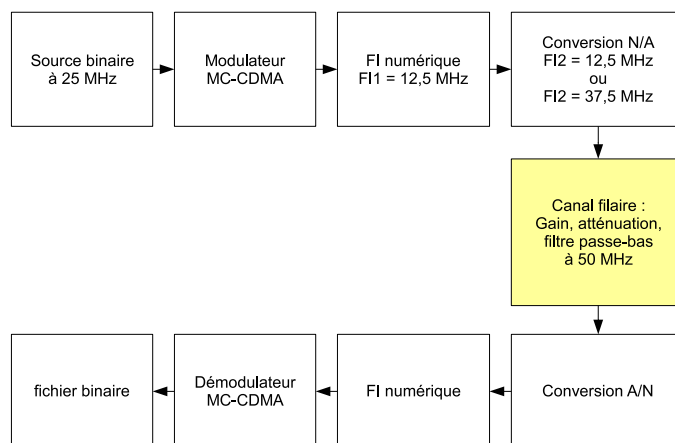 Source binaire
à 25 MHz
Modulateur
MC-CDMA
FI numérique
FI1 = 12,5 MHz
Conversion N/A
FI2 = 12,5 MHz
ou
FI2 = 37,5 MHz
Canal filaire :
Gain, atténuation,
filtre passe-bas
à 50 MHz
fichier binaire
Démodulateur
MC-CDMA
FI numérique
Conversion A/N